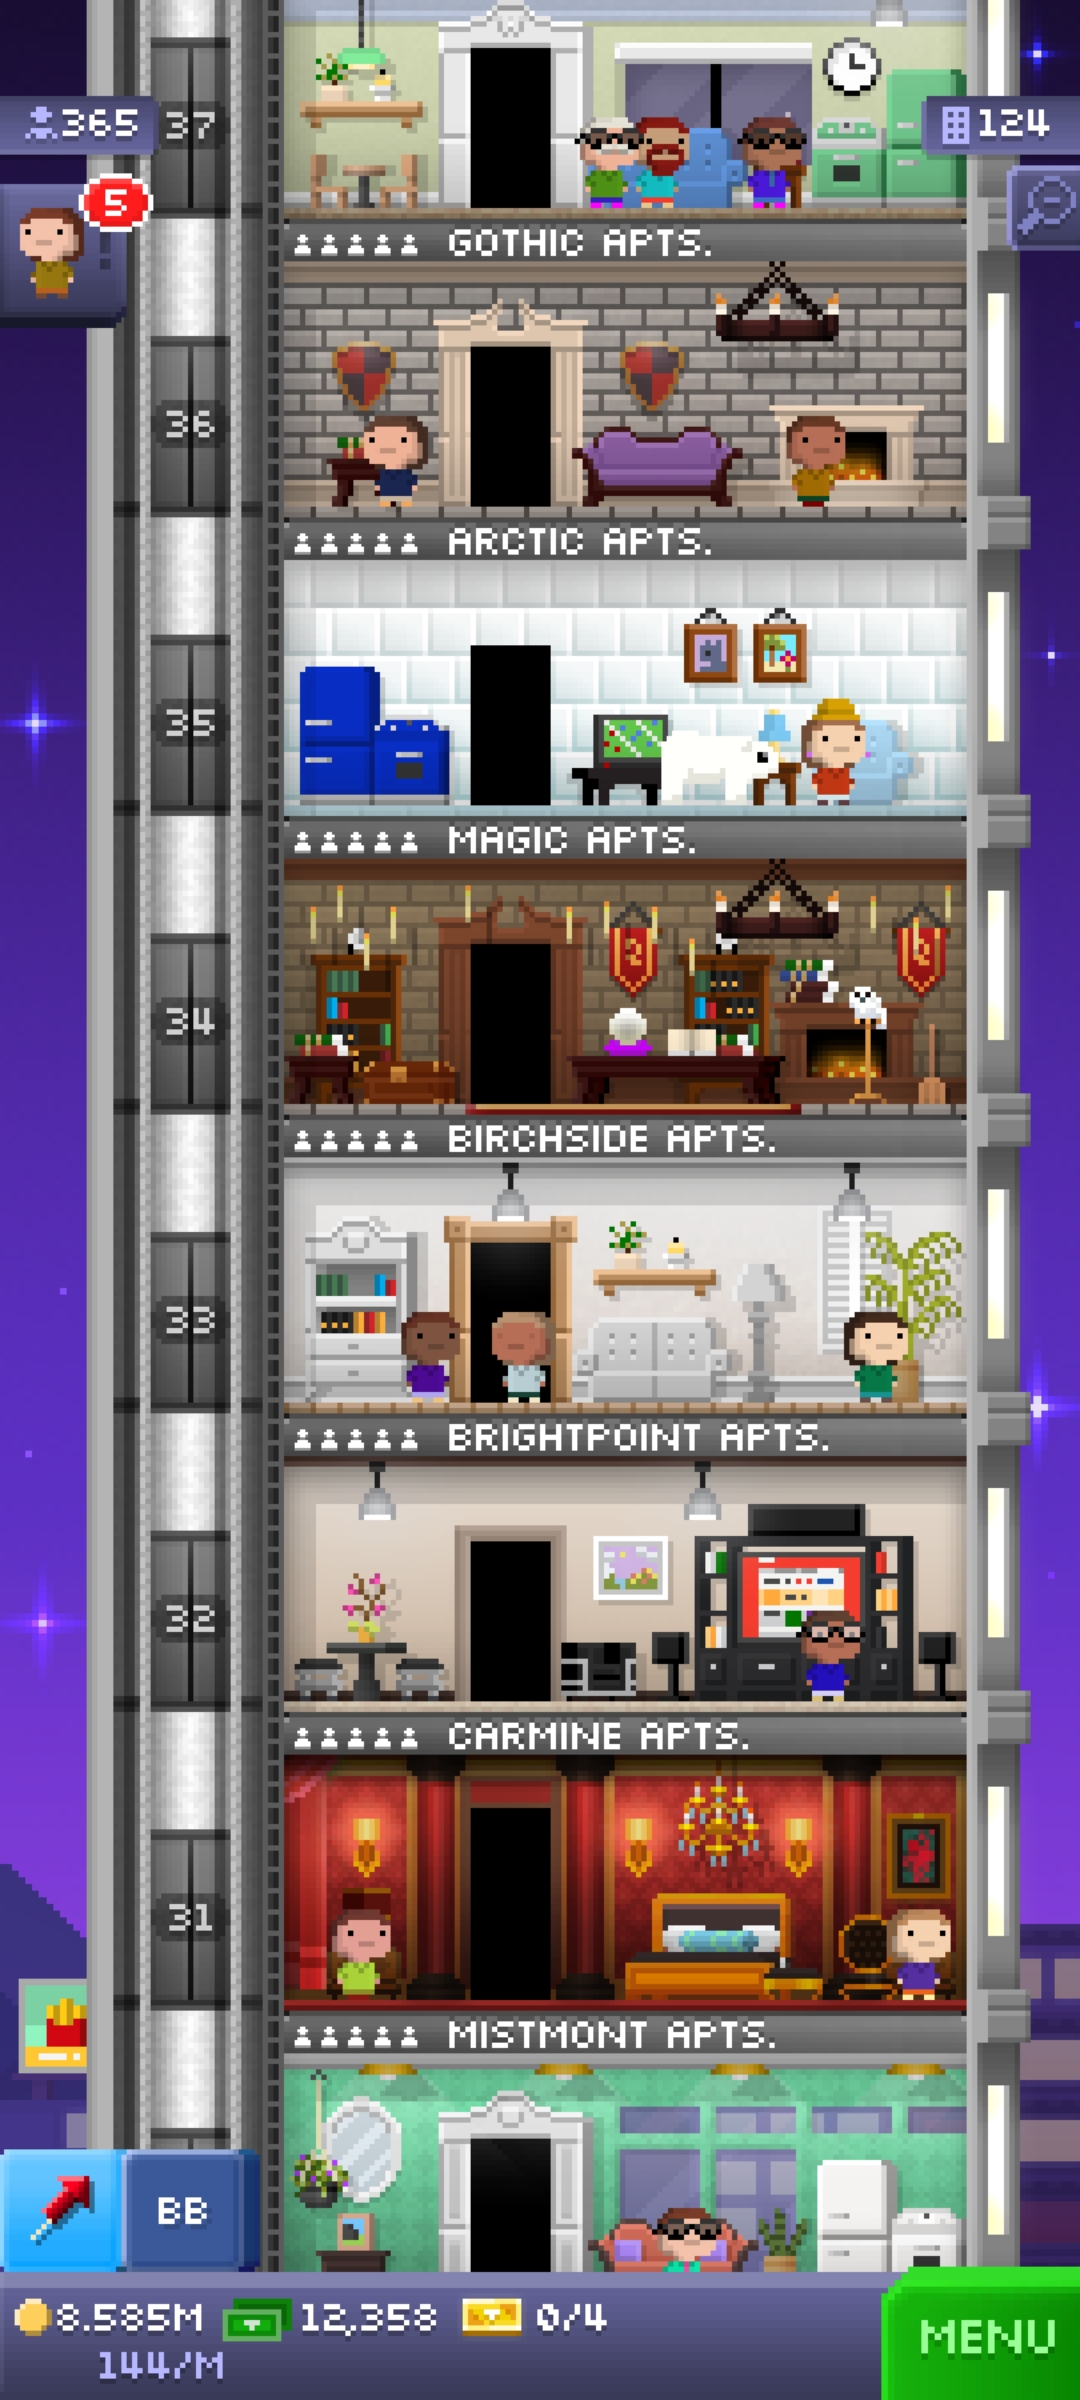 365
37
124
5
GOTHIC APTS.
36
ARCTIC APTS.
35
MAGIC APTS.
34
BIRCHSIDE APTS.
33
BRIGHTPOINT APTS.
32
CARMINE APTS.
31
MISTMONT APTS.
BB
8.585M 12,358 0/4
144/M
MENU